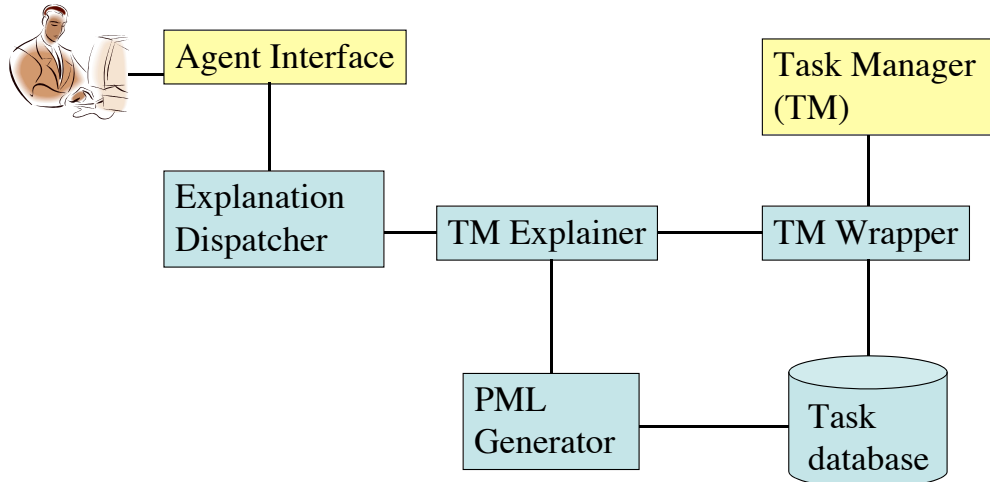 Agent Interface
Task Manager
(TM)
Explanation
Dispatcher
TM Explainer
TM Wrapper
PML
Generator
Task
database